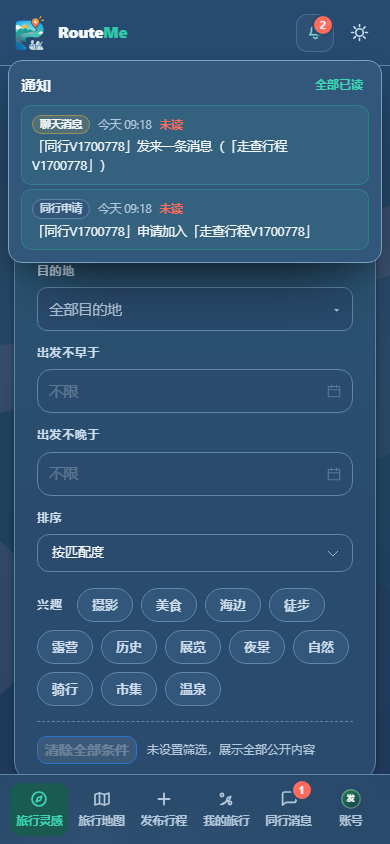 RouteMe
2
通知
全部已读
聊天消息 今天 09:18 未读
「同行V1700778」发来一条消息（「走查行程
V1700778」）
同行申请 今天 09:18 未读
「同行V1700778」申请加入「走查行程V1700778」
目的地
全部目的地
出发不早于
不限
出发不晚于
不限
排序
按匹配度
兴趣 摄影 美食 海边 徒步
露营 历史 展览 夜景 自然
骑行 市集 温泉
清除全部条件 未设置筛选，展示全部公开内容
1
发
旅行灵感 旅行地图 发布行程 我的旅行 同行消息 账号